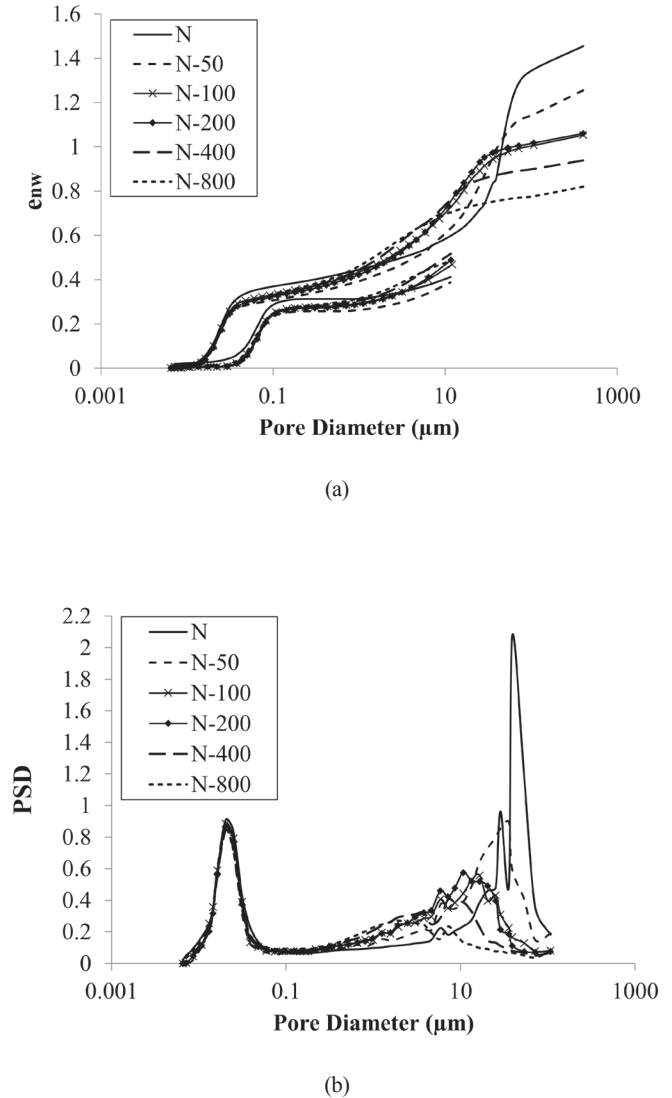 1.6
1.4
1.2
1
0.8
0.6
0.4
0.2
0
e_nw
N
N-50
N-100
N-200
N-400
N-800
0.001 0.1 10 1000
Pore Diameter (μm)
(a)
2.2
2
1.8
1.6
1.4
1.2
1
0.8
0.6
0.4
0.2
0
PSD
N
N-50
N-100
N-200
N-400
N-800
0.001 0.1 10 1000
Pore Diameter (μm)
(b)